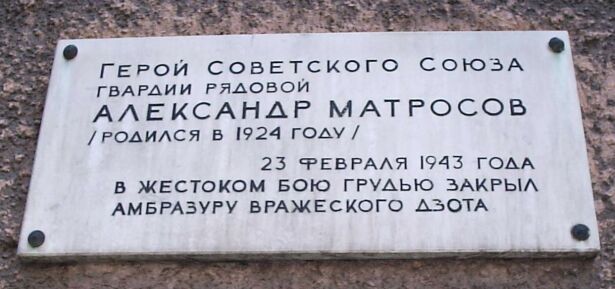 ГЕРОЙ СОВЕТСКОГО СОЮЗА
ГВАРДИИ РЯДОВОЙ
АЛЕКСАНДР МАТРОСОВ
/РОДИЛСЯ В 1924 ГОДУ/
23 ФЕВРАЛЯ 1943 ГОДА
В ЖЕСТОКОМ БОЮ ГРУДЬЮ ЗАКРЫЛ
АМБРАЗУРУ ВРАЖЕСКОГО ДЗОТА